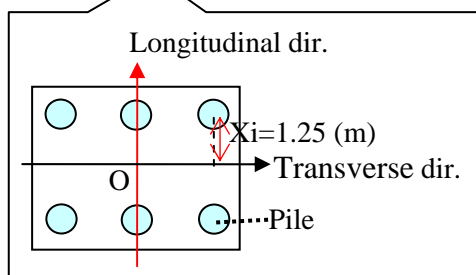 Longitudinal dir.
Xi=1.25 (m)
Transverse dir.
O
Pile